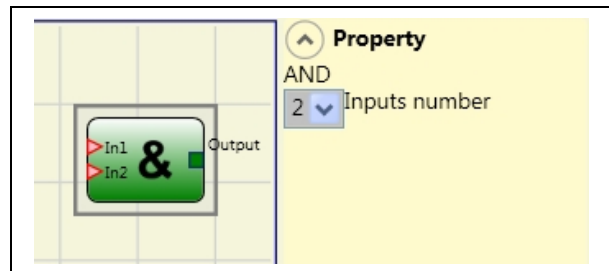 Property
AND
2 Inputs number
In1 & Output
In2